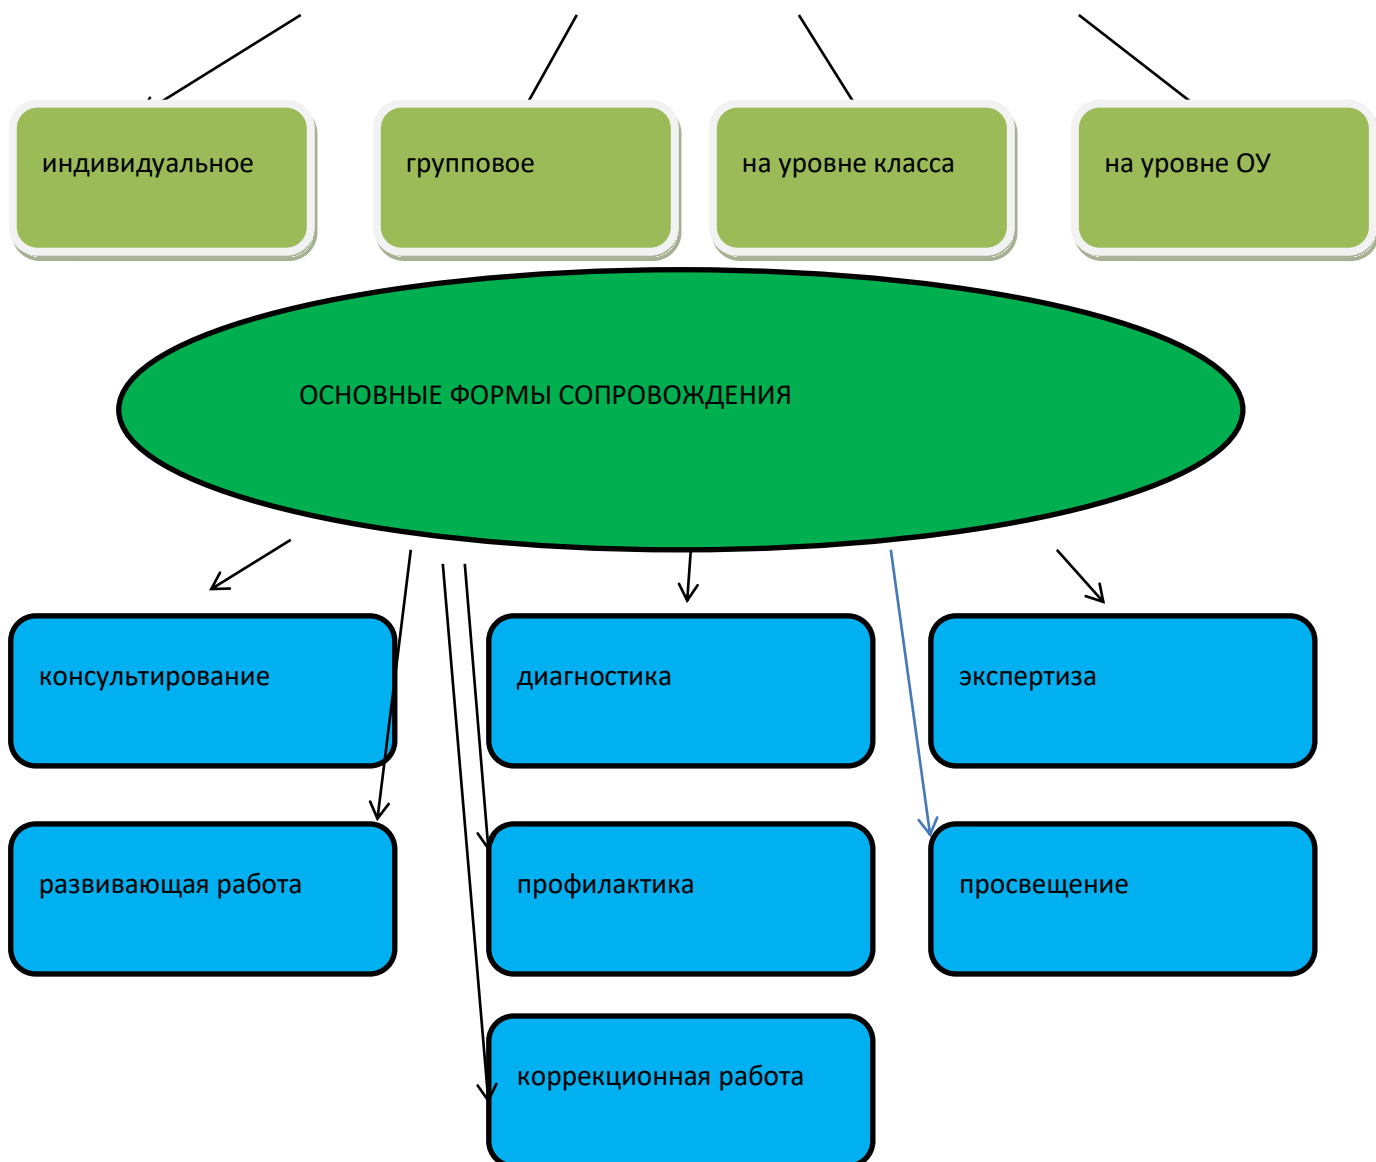 индивидуальное
групповое
на уровне класса
на уровне ОУ
ОСНОВНЫЕ ФОРМЫ СОПРОВОЖДЕНИЯ
консультирование
диагностика
экспертиза
развивающая работа
профилактика
просвещение
коррекционная работа